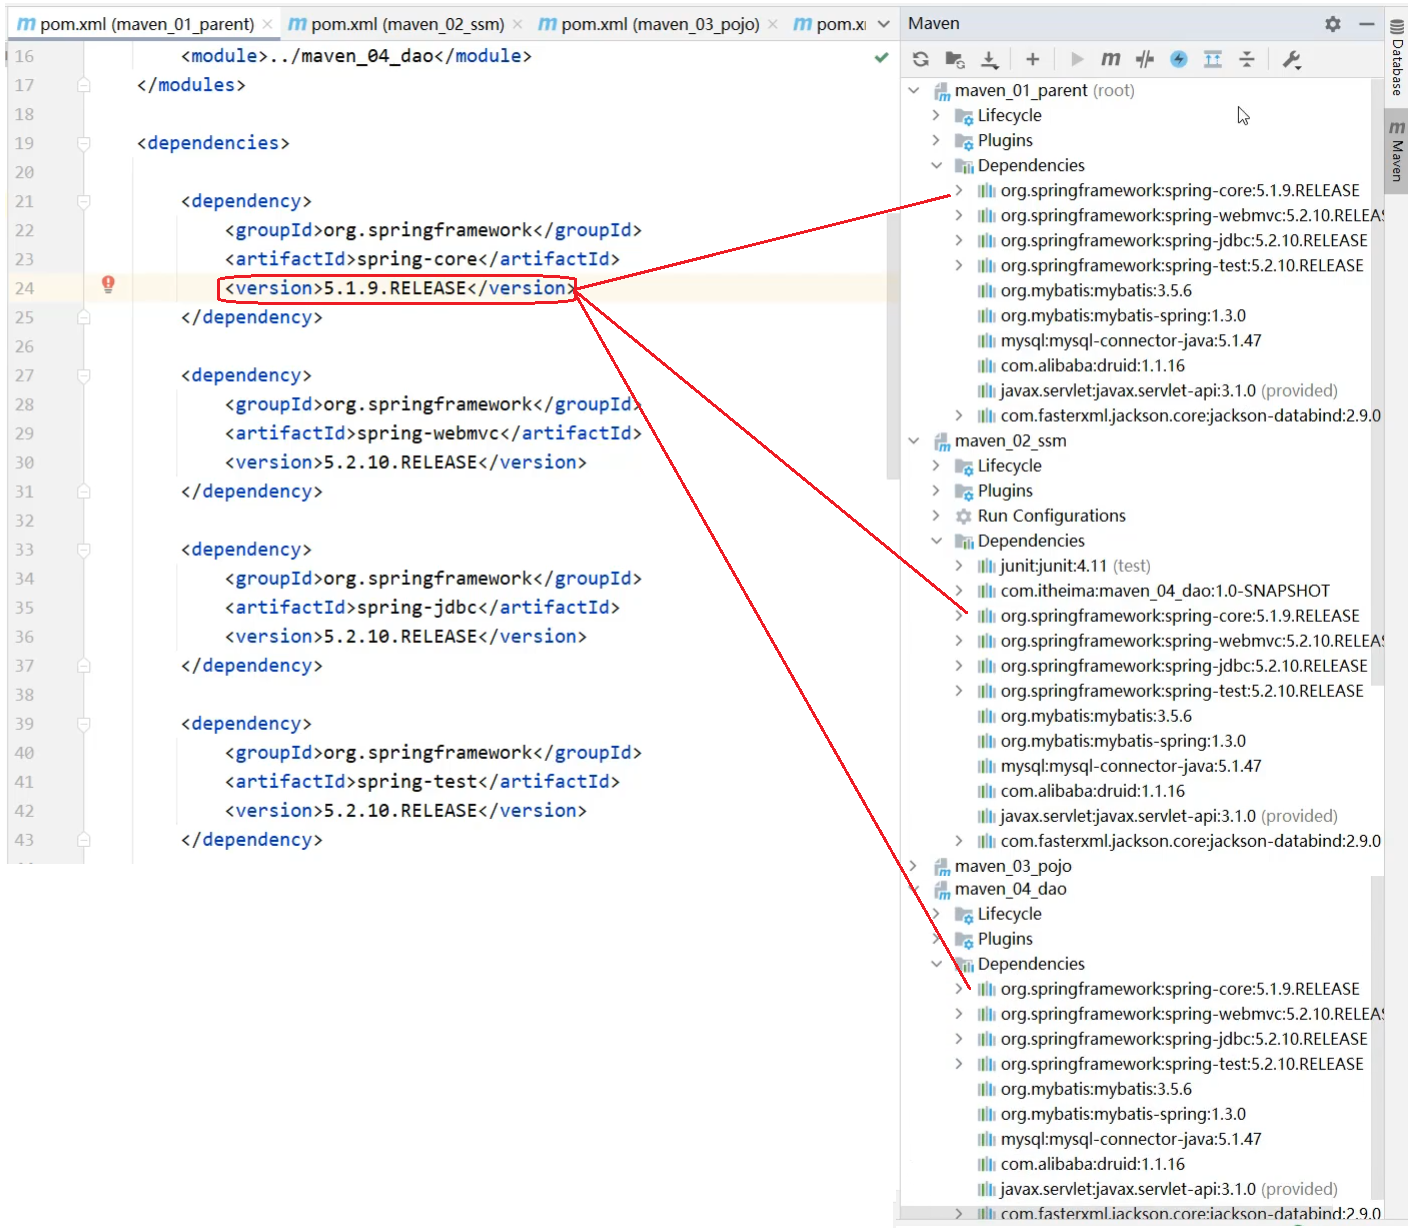 pom.xml (maven_01_parent)
pom.xml (maven_02_ssm)
pom.xml (maven_03_pojo)
16 <module>../maven_04_dao</module>
17 </modules>
18
19 <dependencies>
20
21 <dependency>
22 <groupId>org.springframework</groupId>
23 <artifactId>spring-core</artifactId>
24 <version>5.1.9.RELEASE</version>
25 </dependency>
26
27 <dependency>
28 <groupId>org.springframework</groupId>
29 <artifactId>spring-webmvc</artifactId>
30 <version>5.2.10.RELEASE</version>
31 </dependency>
32
33 <dependency>
34 <groupId>org.springframework</groupId>
35 <artifactId>spring-jdbc</artifactId>
36 <version>5.2.10.RELEASE</version>
37 </dependency>
38
39 <dependency>
40 <groupId>org.springframework</groupId>
41 <artifactId>spring-test</artifactId>
42 <version>5.2.10.RELEASE</version>
43 </dependency>
Maven
maven_01_parent (root)
Lifecycle
Plugins
Dependencies
org.springframework:spring-core:5.1.9.RELEASE
org.springframework:spring-webmvc:5.2.10.RELEA
org.springframework:spring-jdbc:5.2.10.RELEASE
org.springframework:spring-test:5.2.10.RELEASE
org.mybatis:mybatis:3.5.6
org.mybatis:mybatis-spring:1.3.0
mysql:mysql-connector-java:5.1.47
com.alibaba:druid:1.1.16
javax.servlet:javax.servlet-api:3.1.0 (provided)
com.fasterxml.jackson.core:jackson-databind:2.9.0
maven_02_ssm
Lifecycle
Plugins
Run Configurations
Dependencies
junit:junit:4.11 (test)
com.itheima:maven_04_dao:1.0-SNAPSHOT
org.springframework:spring-core:5.1.9.RELEASE
org.springframework:spring-webmvc:5.2.10.RELEA
org.springframework:spring-jdbc:5.2.10.RELEASE
org.springframework:spring-test:5.2.10.RELEASE
org.mybatis:mybatis:3.5.6
org.mybatis:mybatis-spring:1.3.0
mysql:mysql-connector-java:5.1.47
com.alibaba:druid:1.1.16
javax.servlet:javax.servlet-api:3.1.0 (provided)
com.fasterxml.jackson.core:jackson-databind:2.9.0
maven_03_pojo
maven_04_dao
Lifecycle
Plugins
Dependencies
org.springframework:spring-core:5.1.9.RELEASE
org.springframework:spring-webmvc:5.2.10.RELEA
org.springframework:spring-jdbc:5.2.10.RELEASE
org.springframework:spring-test:5.2.10.RELEASE
org.mybatis:mybatis:3.5.6
org.mybatis:mybatis-spring:1.3.0
mysql:mysql-connector-java:5.1.47
com.alibaba:druid:1.1.16
javax.servlet:javax.servlet-api:3.1.0 (provided)
com.fasterxml.jackson.core:jackson-databind:2.9.0
Database
Maven